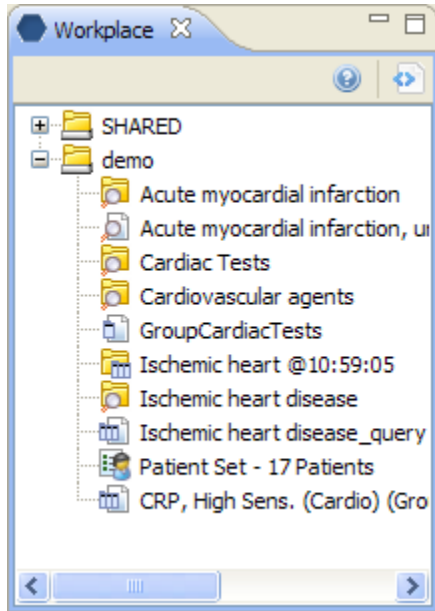 Workplace
SHARED
demo
Acute myocardial infarction
Acute myocardial infarction,
Cardiac Tests
Cardiovascular agents
GroupCardiacTests
Ischemic heart @10:59:05
Ischemic heart disease
Ischemic heart disease_query
Patient Set - 17 Patients
CRP, High Sens. (Cardio) (Gro